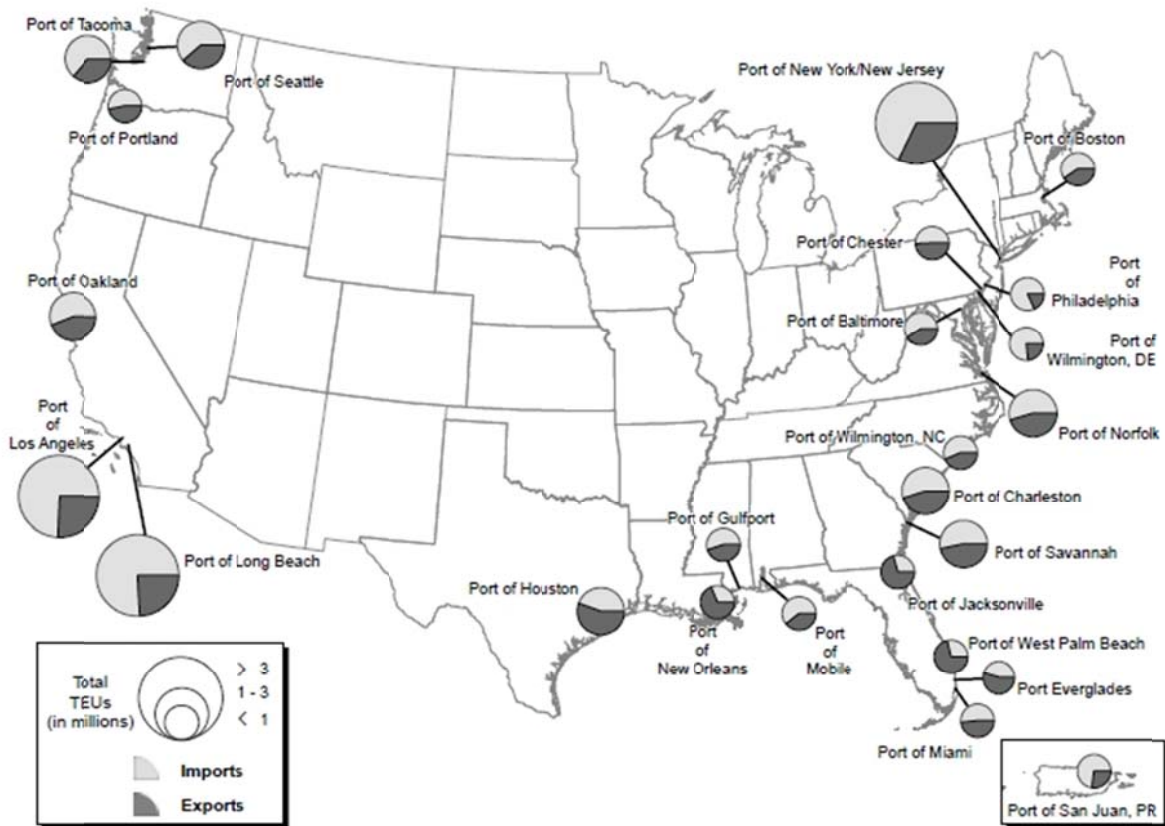 Port of Tacoma
Port of Seattle
Port of Portland
Port of New York/New Jersey
Port of Boston
Port of Chester
Port
of
Philadelphia
Port of Oakland
Port of Baltimore
Port of
Wilmington, DE
Port
of
Los Angeles
Port of Norfolk
Port of Wilmington, NC
Port of Charleston
Port of Gulfport
Port of Savannah
Port of Long Beach
Port of Houston
Port of Jacksonville
Port
of
New Orleans
Port
of
Mobile
Port of West Palm Beach
Port Everglades
Port of Miami
Total
TEUs
(in millions)
> 3
1 - 3
< 1
Imports
Exports
Port of San Juan, PR